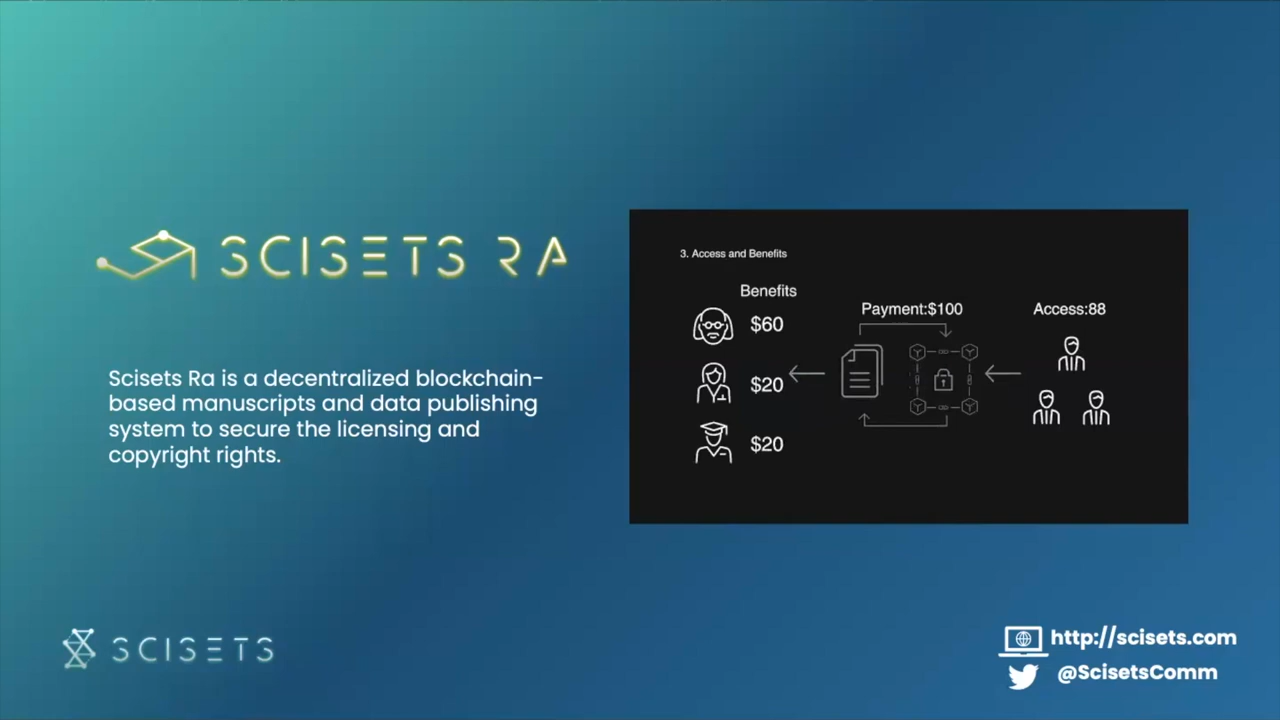 SCISETS RA
Scisets Ra is a decentralized blockchain-
based manuscripts and data publishing
system to secure the licensing and
copyright rights.
3. Access and Benefits
Benefits
$60
$20
$20
Payment:$100
Access:88
SCISETS
http://scisets.com
@ScisetsComm